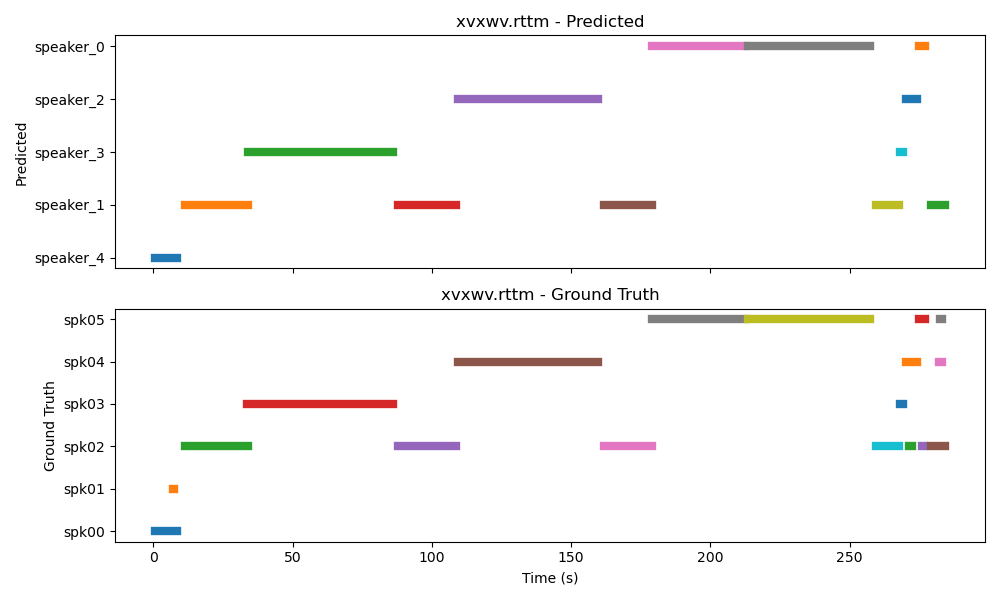 xvxwv.rttm - Predicted
speaker_0
speaker_2
speaker_3
speaker_1
speaker_4
Predicted
xvxwv.rttm - Ground Truth
spk05
spk04
spk03
spk02
spk01
spk00
Ground Truth
0 50 100 150 200 250
Time (s)